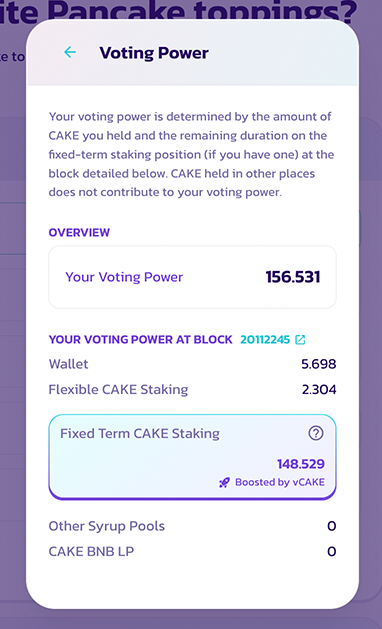 ite Pancake toppings?
Voting Power
ke to
Your voting power is determined by the amount of
CAKE you held and the remaining duration on the
fixed-term staking position (if you have one) at the
block detailed below. CAKE held in other places
does not contribute to your voting power.
OVERVIEW
Your Voting Power 156.531
YOUR VOTING POWER AT BLOCK 20112245
Wallet 5.698
Flexible CAKE Staking 2.304
Fixed Term CAKE Staking ?
148.529
Boosted by vCAKE
Other Syrup Pools 0
CAKE BNB LP 0